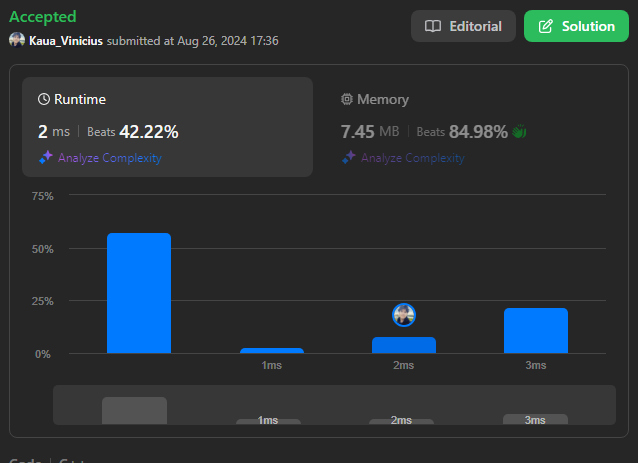 Accepted
Kaua_Vinicius submitted at Aug 26, 2024 17:36
Editorial
Solution
Runtime
2 ms | Beats 42.22%
Analyze Complexity
Memory
7.45 MB | Beats 84.98%
Analyze Complexity
75%
50%
25%
0%
1ms 2ms 3ms
1ms 2ms 3ms